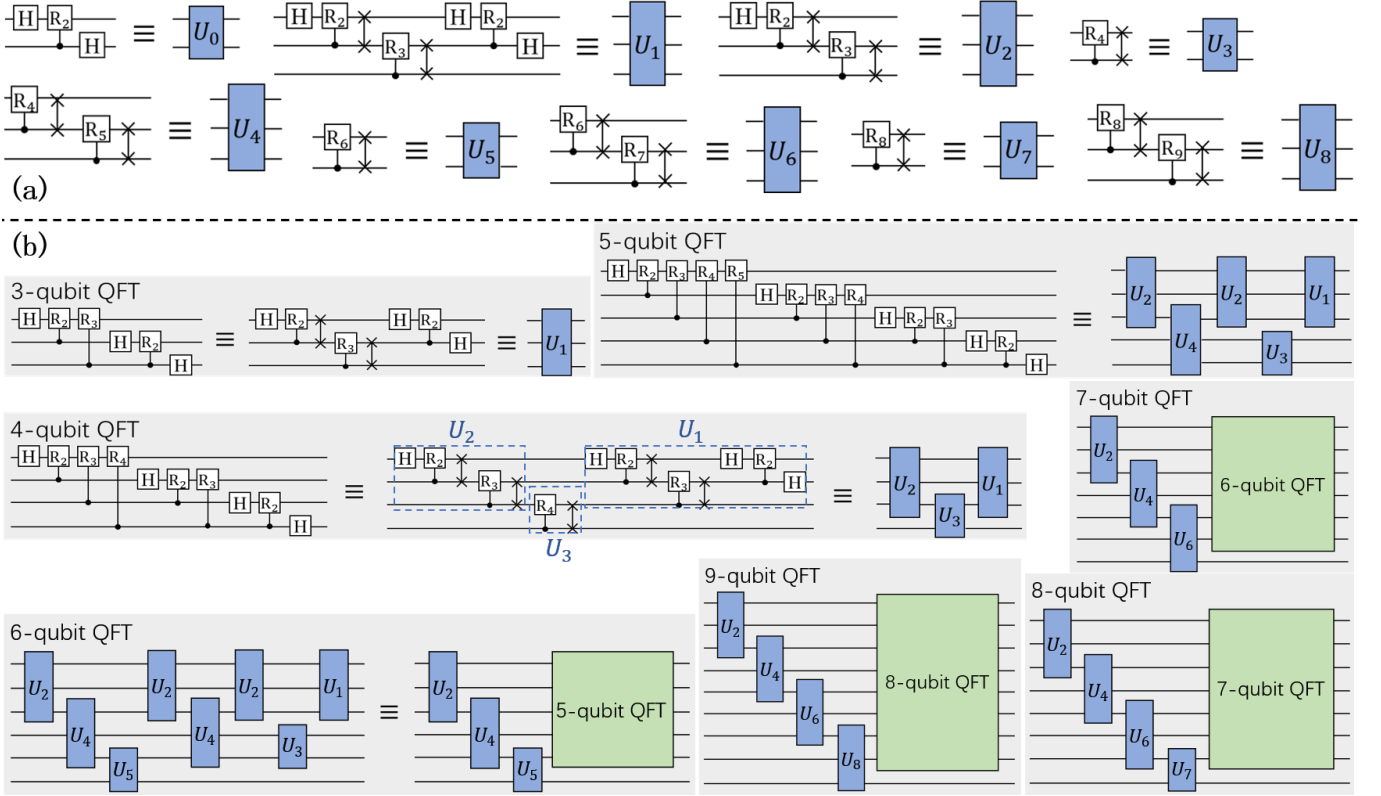 H R2 H ≡ U0
H R2 R3 H R2 H ≡ U1
H R2 R3 ≡ U2
R4 ≡ U3
R4 R5 ≡ U4
R6 ≡ U5
R6 R7 ≡ U6
R8 ≡ U7
R8 R9 ≡ U8
(a)
(b)
3-qubit QFT
H R2 R3 H R2 H ≡ H R2 R3 H R2 H ≡ U1
5-qubit QFT
H R2 R3 R4 R5 H R2 R3 R4 H R2 R3 H R2 H ≡ U2 U4 U2 U3 U1
4-qubit QFT
H R2 R3 R4 H R2 R3 H R2 H ≡
U2 U1
H R2 R3 R4 H R2 R3 H R2 H
U3
≡ U2 U3 U1
7-qubit QFT
U2 U4 U6
6-qubit QFT
6-qubit QFT
U2 U4 U5 U2 U4 U2 U3 U1 ≡ U2 U4 U5
5-qubit QFT
9-qubit QFT
U2 U4 U6 U8
8-qubit QFT
8-qubit QFT
U2 U4 U6 U7
7-qubit QFT